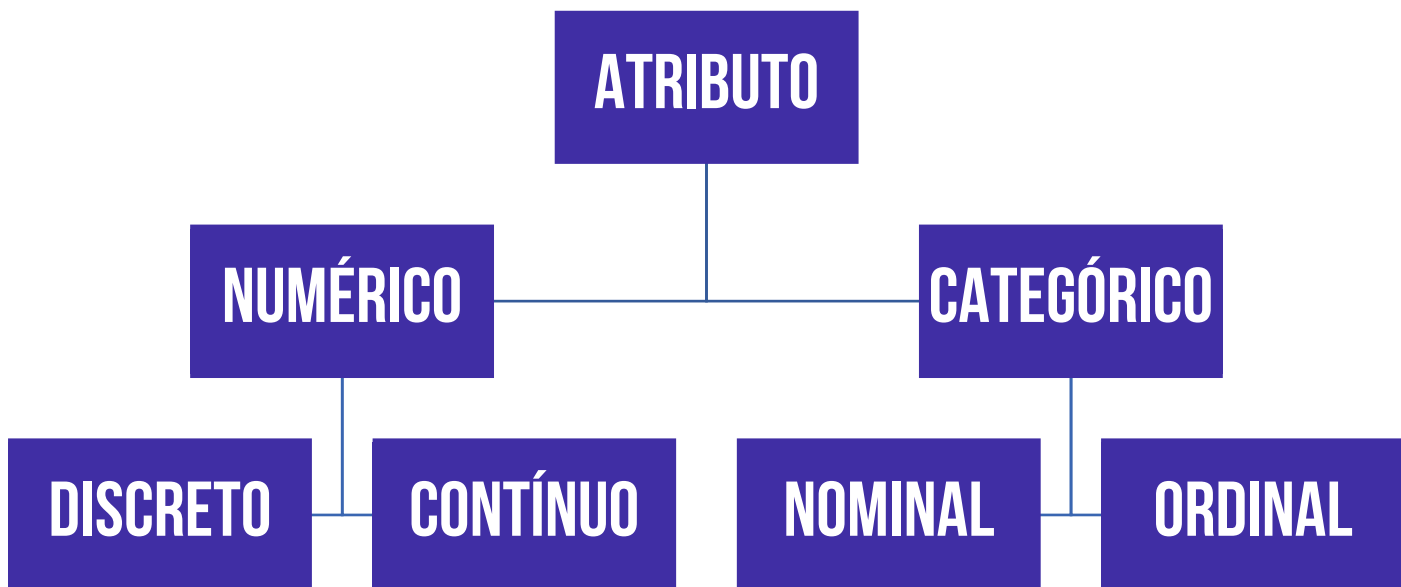 ATRIBUTO
NUMÉRICO
CATEGÓRICO
DISCRETO
CONTÍNUO
NOMINAL
ORDINAL